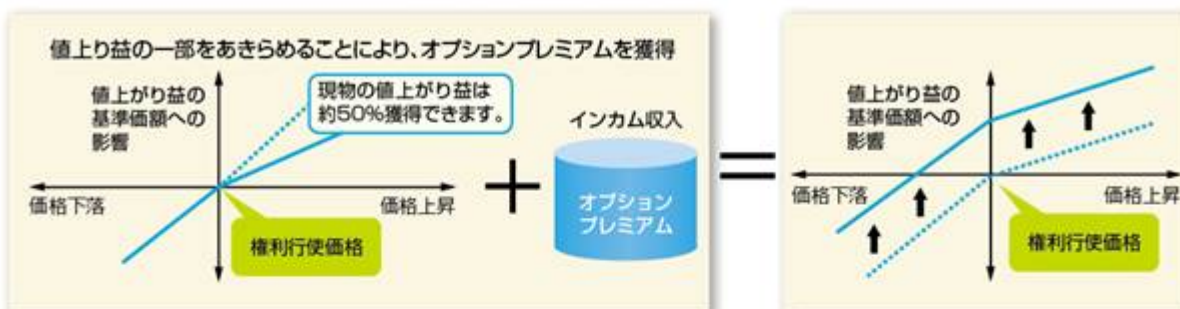 値上り益の一部をあきらめることにより、オプションプレミアムを獲得
値上がり益の
基準価額への
影響
現物の値上がり益は
約50%獲得できます。
価格下落
価格上昇
権利行使価格
インカム収入
オプション
プレミアム
値上がり益の
基準価額への
影響
価格下落
価格上昇
権利行使価格